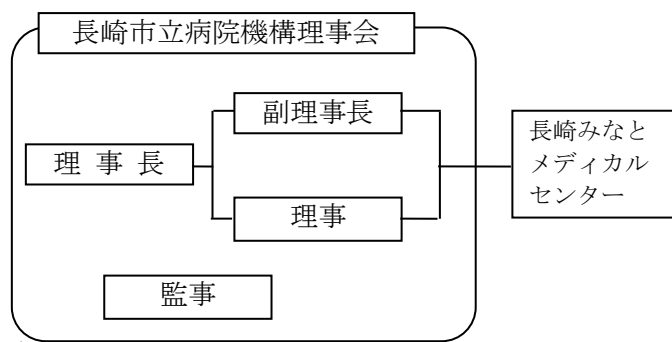 長崎市立病院機構理事会
副理事長
理 事 長
理事
監事
長崎みなと
メディカル
センター